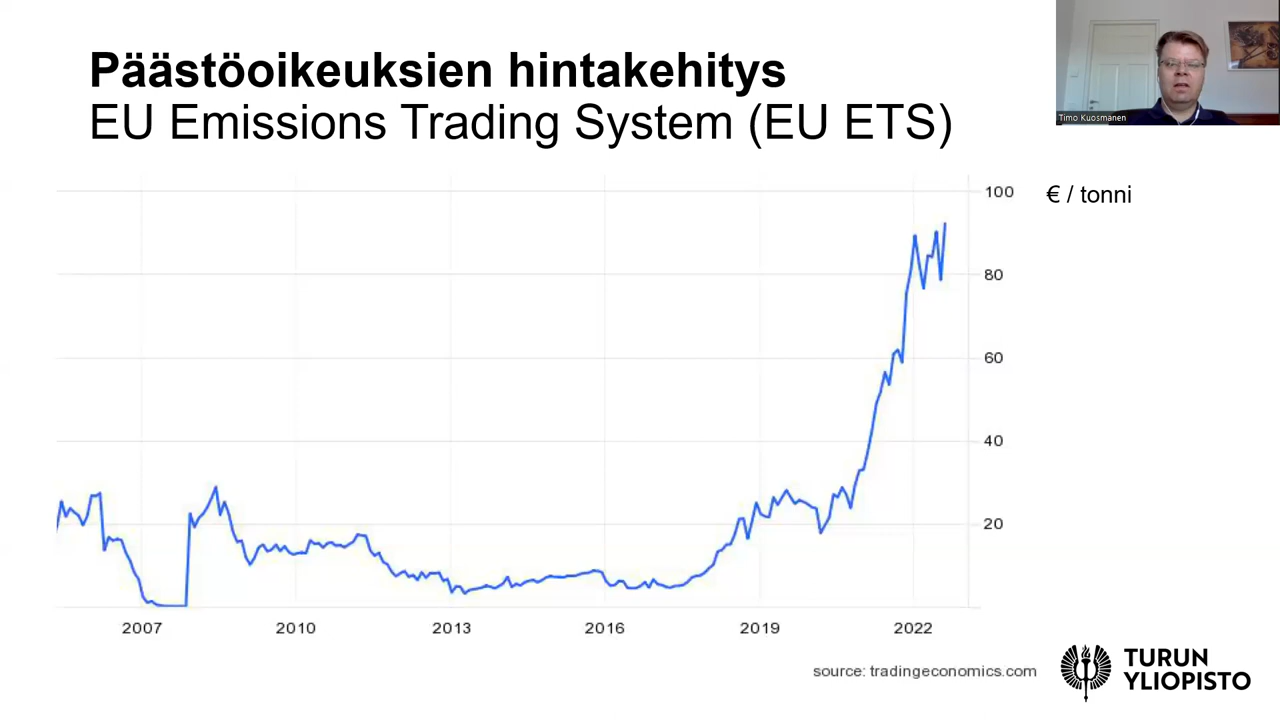 Päästöoikeuksien hintakehitys
EU Emissions Trading System (EU ETS)
Timo Kuosmanen
100
€ / tonni
80
60
40
20
2007 2010 2013 2016 2019 2022
source: tradingeconomics.com
TURUN
YLIOPISTO